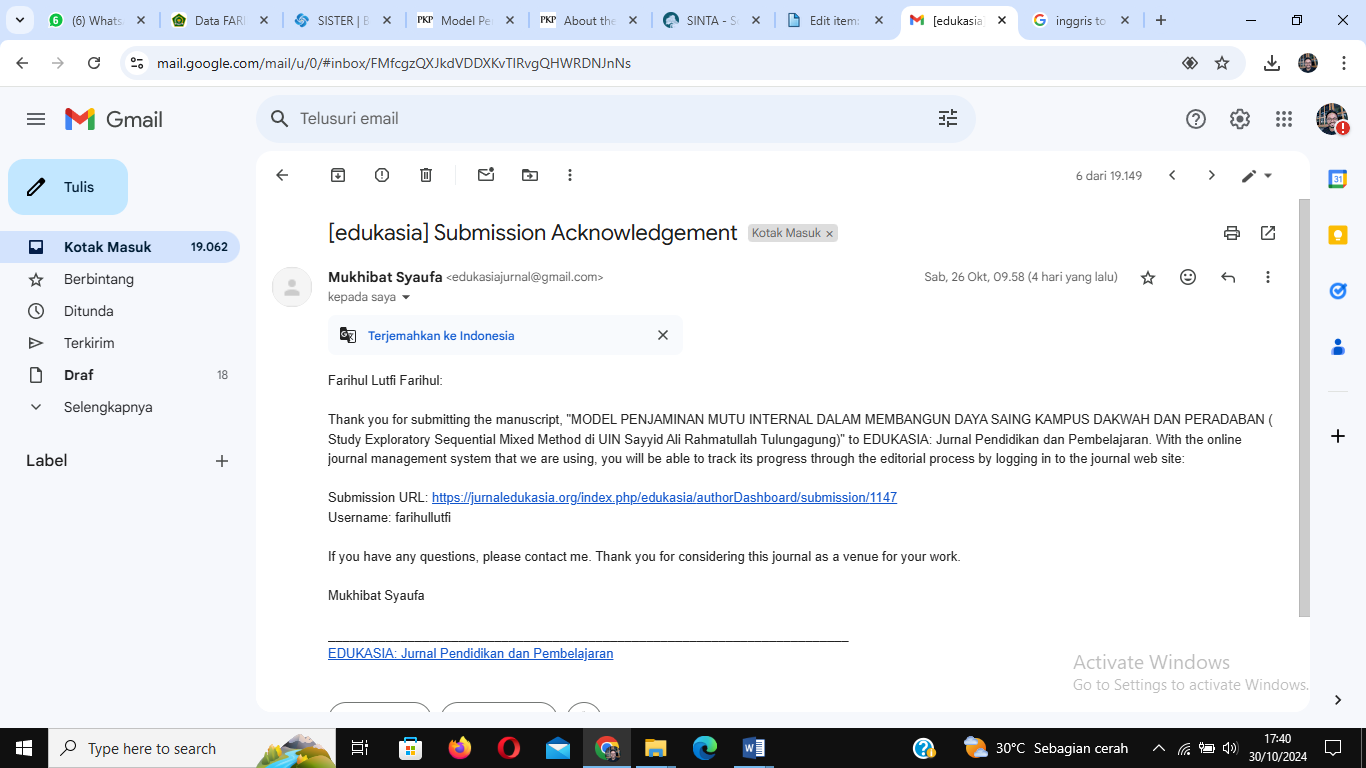 (6) Whats
Data FARI
SISTER | B
PKP Model Pe
PKP About the
SINTA - S
Edit item:
[edukasia]
inggris to
mail.google.com/mail/u/0/#inbox/FMfcgzQXJkdVDDXKvTlRvgQHWRDNJnNs
Gmail
Telusuri email
Tulis
6 dari 19.149
Kotak Masuk 19.062
Berbintang
Ditunda
Terkirim
Draf 18
Selengkapnya
Label
[edukasia] Submission Acknowledgement Kotak Masuk ×
Mukhibat Syaufa <edukasiajurnal@gmail.com> Sab, 26 Okt, 09.58 (4 hari yang lalu)
kepada saya
Terjemahkan ke Indonesia
Farihul Lutfi Farihul:
Thank you for submitting the manuscript, "MODEL PENJAMINAN MUTU INTERNAL DALAM MEMBANGUN DAYA SAING KAMPUS DAKWAH DAN PERADABAN (
Study Exploratory Sequential Mixed Method di UIN Sayyid Ali Rahmatullah Tulungagung)" to EDUKASIA: Jurnal Pendidikan dan Pembelajaran. With the online
journal management system that we are using, you will be able to track its progress through the editorial process by logging in to the journal web site:
Submission URL: https://jurnaledukasia.org/index.php/edukasia/authorDashboard/submission/1147
Username: farihullutfi
If you have any questions, please contact me. Thank you for considering this journal as a venue for your work.
Mukhibat Syaufa
EDUKASIA: Jurnal Pendidikan dan Pembelajaran
31
Activate Windows
Go to Settings to activate Windows.
Type here to search
30°C Sebagian cerah
17:40
30/10/2024